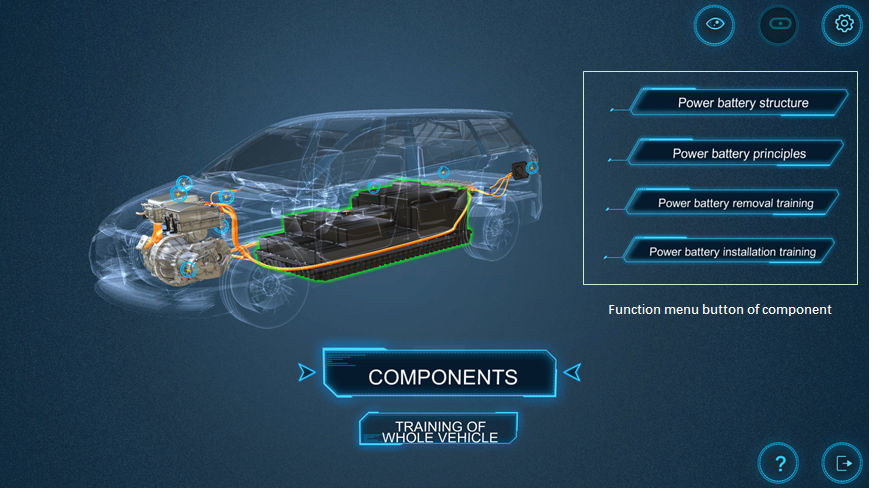 Power battery structure
Power battery principles
Power battery removal training
Power battery installation training
Function menu button of component
COMPONENTS
TRAINING OF
WHOLE VEHICLE
?